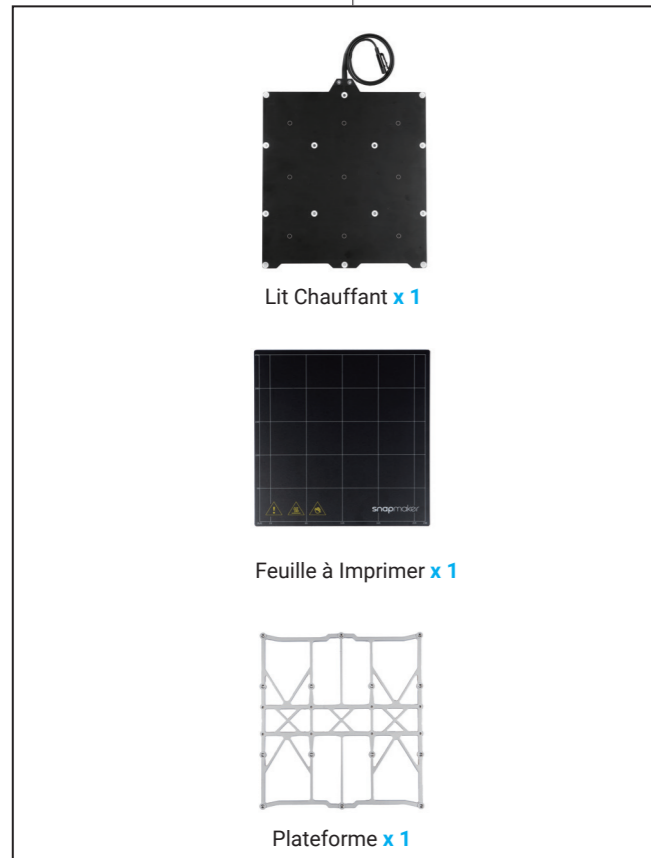 Lit Chauffant x 1
snapmaker
Feuille à Imprimer x 1
Plateforme x 1